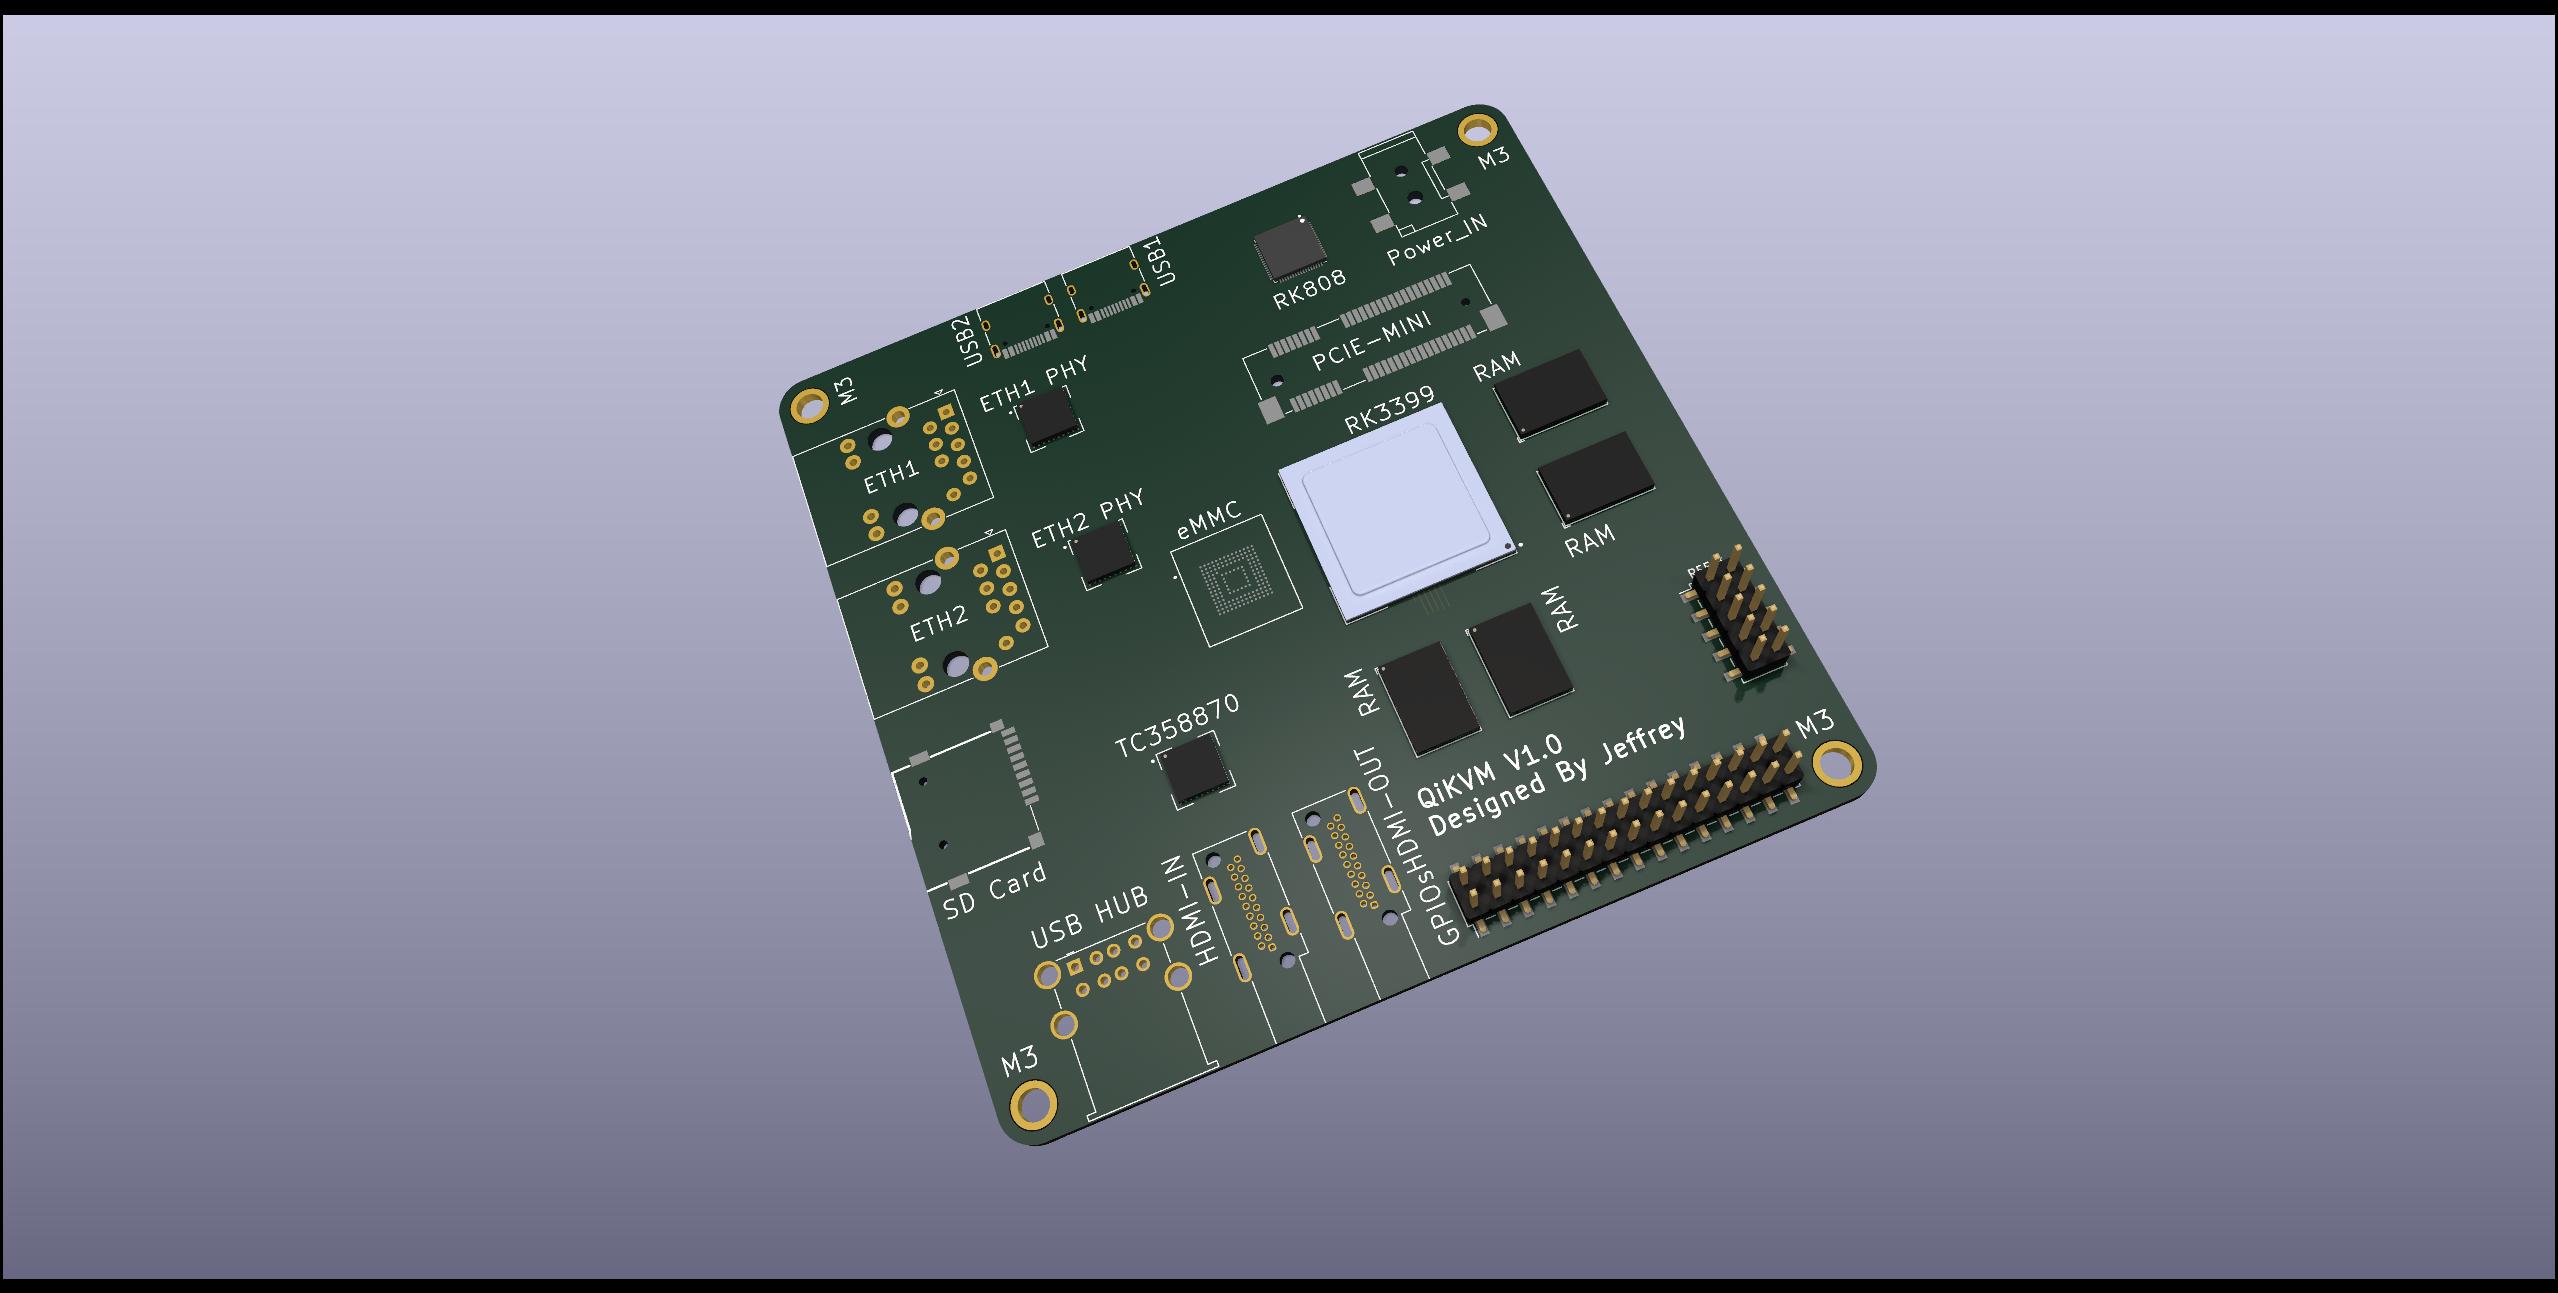 M3
Power_IN
RK808
USB1
USB2
PCIE-MINI
M3
ETH1 PHY
RAM
RK3399
ETH1
ETH2 PHY
eMMC
RAM
ETH2
RAM
RAM
TC358870
M3
QiKVM V1.0
Designed By Jeffrey
HDMI-OUT
GPIOs
SD Card
USB HUB
HDMI-IN
M3